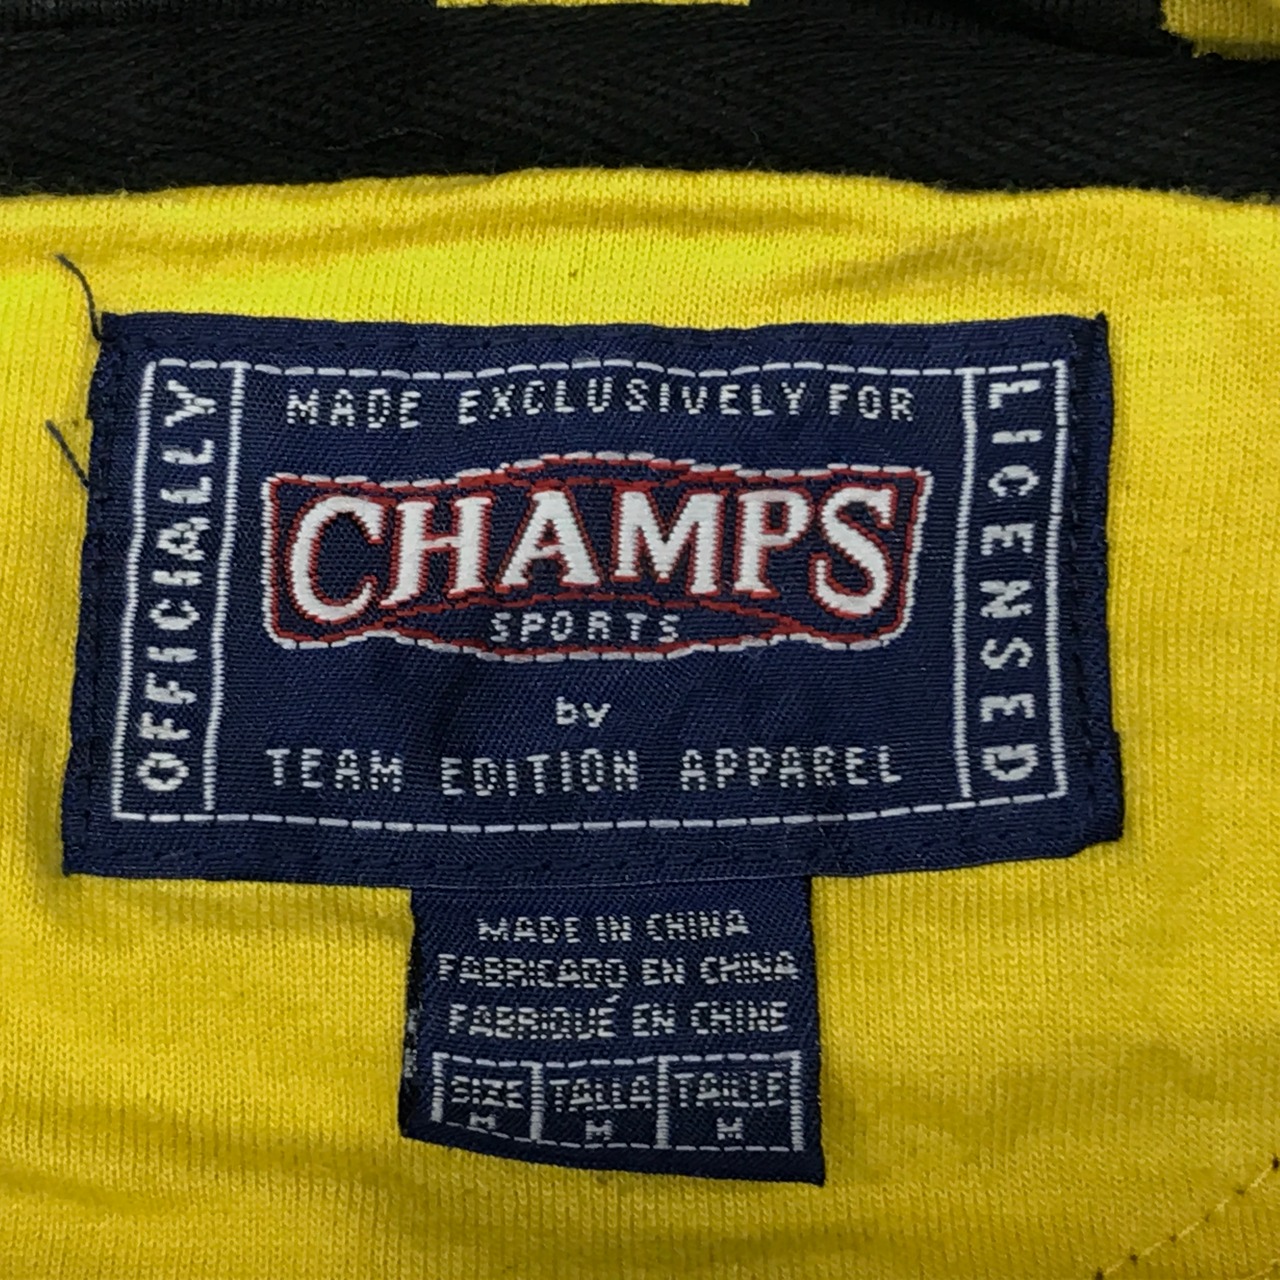 OFFICIALLY
MADE EXCLUSIVELY FOR
CHAMPS
SPORTS
by
TEAM EDITION APPAREL
LICENSED
MADE IN CHINA
FABRICADO EN CHINA
FABRIQUÉ EN CHINE
SIZE TALLA TAILLE
M M M